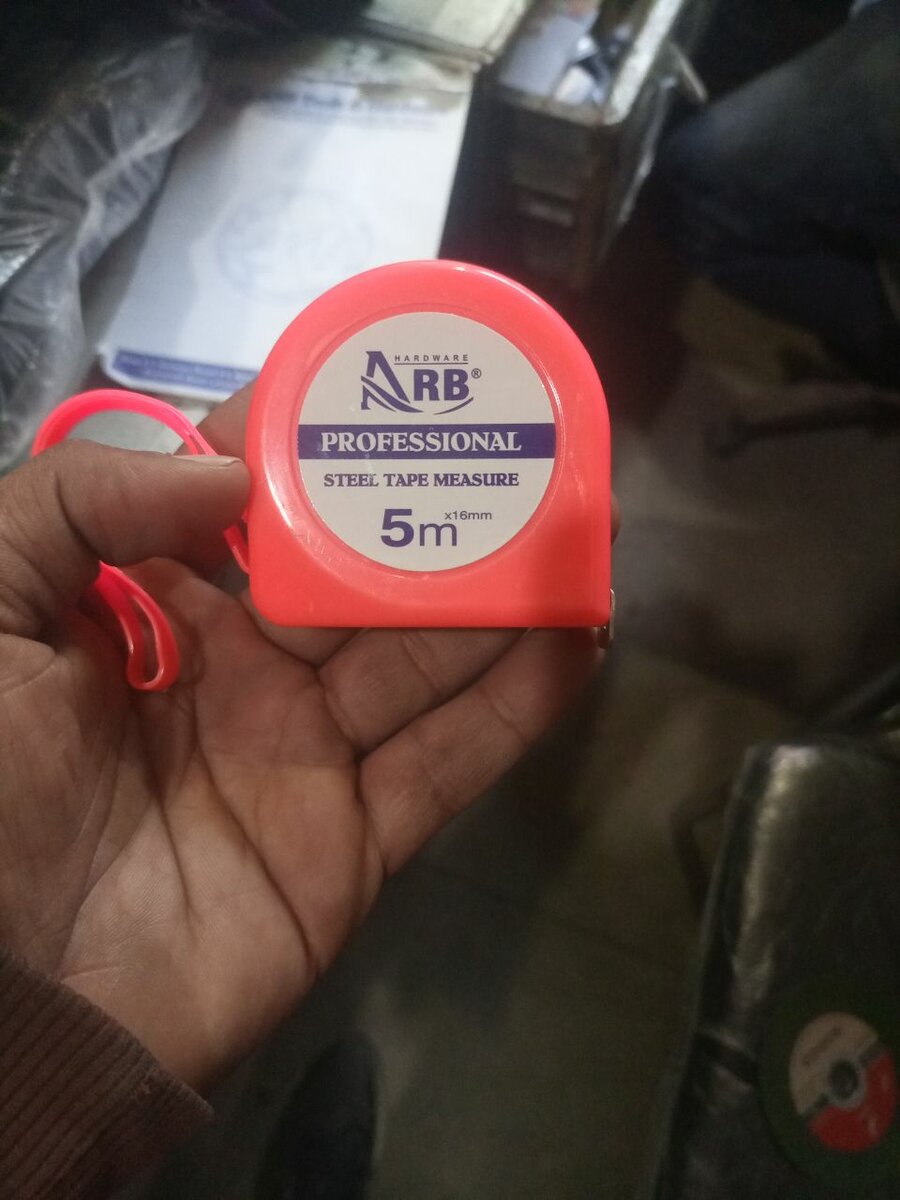 HARDWARE
ARB®
PROFESSIONAL
STEEL TAPE MEASURE
5m x16mm